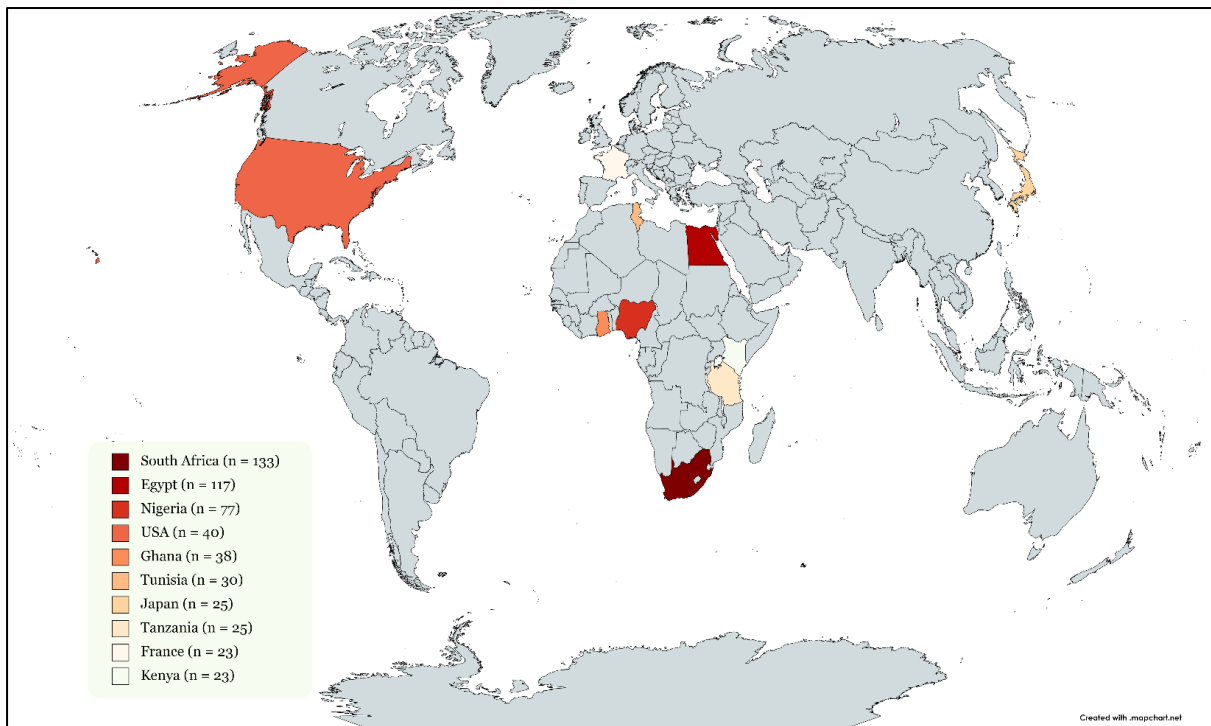 South Africa (n = 133)
Egypt (n = 117)
Nigeria (n = 77)
USA (n = 40)
Ghana (n = 38)
Tunisia (n = 30)
Japan (n = 25)
Tanzania (n = 25)
France (n = 23)
Kenya (n = 23)
Created with .mapchart.net